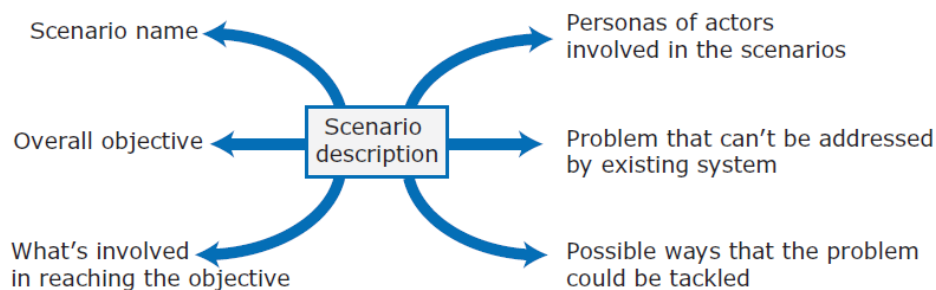 Scenario name
Personas of actors
involved in the scenarios
Scenario
description
Overall objective
Problem that can't be addressed
by existing system
What's involved
in reaching the objective
Possible ways that the problem
could be tackled